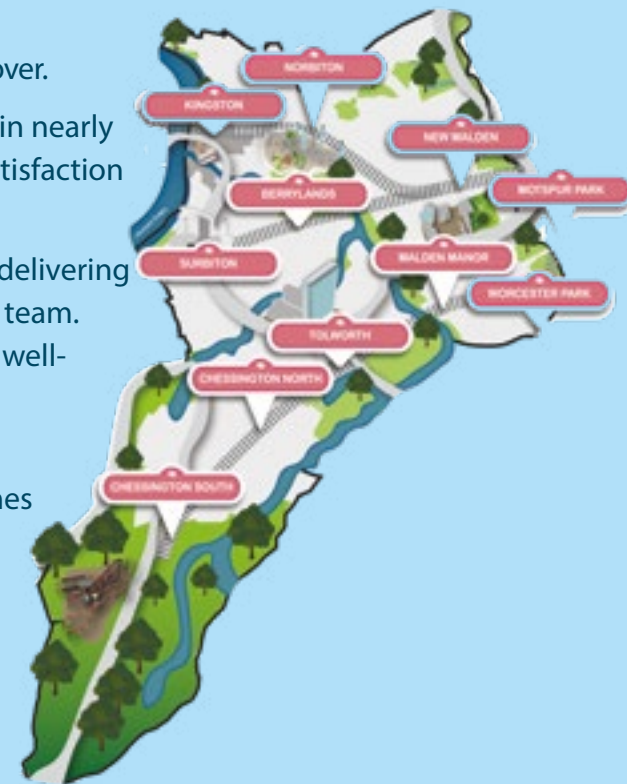 over.
in nearly
tisfaction
delivering
team.
well-
nes
NORBITON
KINGSTON
NEW MALDEN
BERRYLANDS
MOTSPUR PARK
SURBITON
MALDEN MANOR
WORCESTER PARK
TOLWORTH
CHESSINGTON NORTH
CHESSINGTON SOUTH